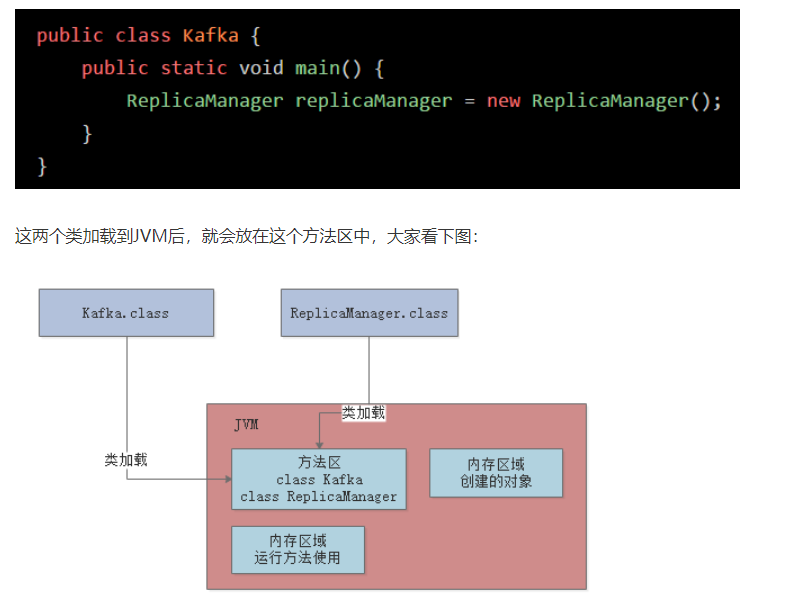 public class Kafka {
public static void main() {
ReplicaManager replicaManager = new ReplicaManager();
}
}
这两个类加载到JVM后，就会放在这个方法区中，大家看下图：
Kafka.class
ReplicaManager.class
类加载
JVM
类加载
方法区
class Kafka
class ReplicaManager
内存区域
创建的对象
内存区域
运行方法使用